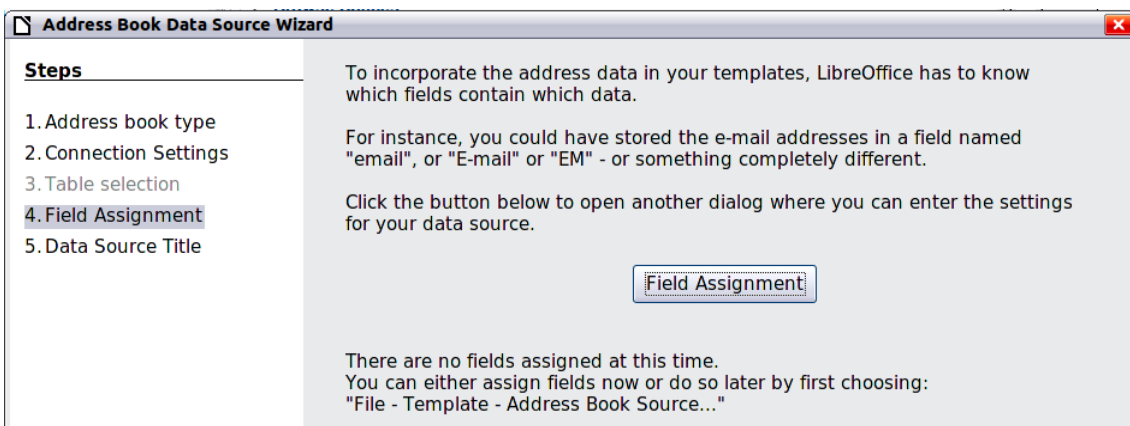 Address Book Data Source Wizard
Steps
1. Address book type
2. Connection Settings
3. Table selection
4. Field Assignment
5. Data Source Title
To incorporate the address data in your templates, LibreOffice has to know
which fields contain which data.
For instance, you could have stored the e-mail addresses in a field named
"email", or "E-mail" or "EM" - or something completely different.
Click the button below to open another dialog where you can enter the settings
for your data source.
Field Assignment
There are no fields assigned at this time.
You can either assign fields now or do so later by first choosing:
"File - Template - Address Book Source..."